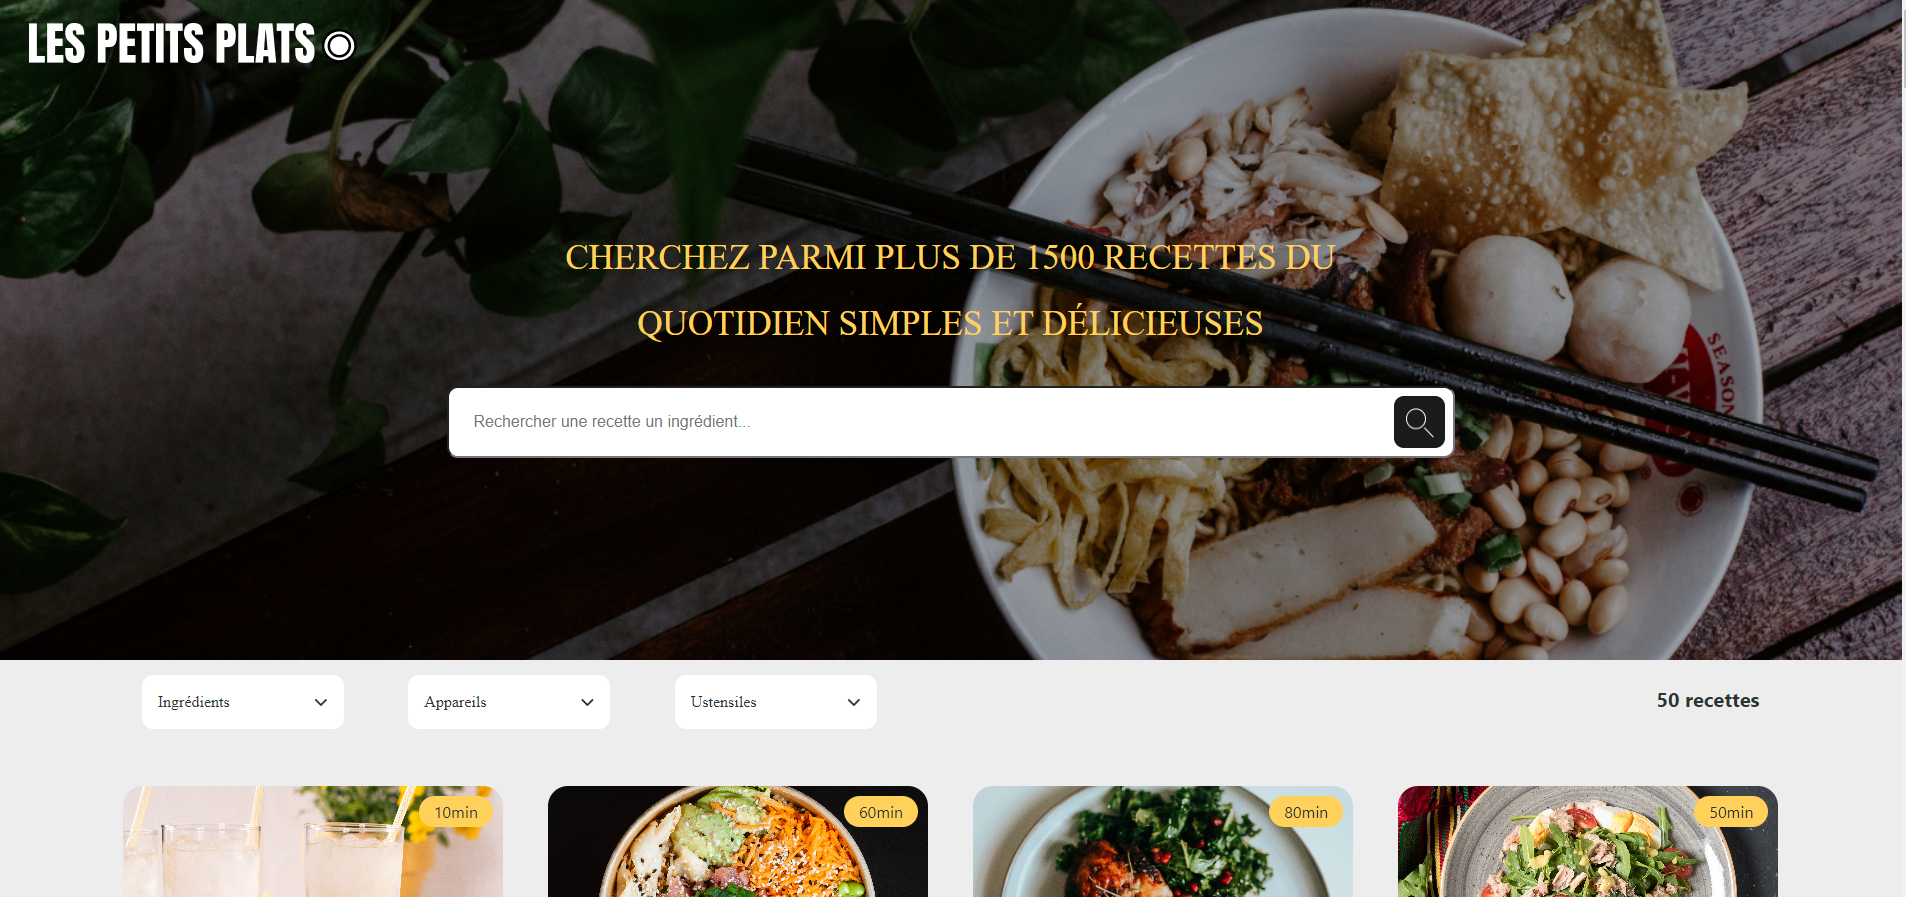 LES PETITS PLATS
CHERCHEZ PARMI PLUS DE 1500 RECETTES DU
QUOTIDIEN SIMPLES ET DÉLICIEUSES
SEASON
Rechercher une recette un ingrédient...
Ingrédients
Appareils
Ustensiles
50 recettes
10min
60min
80min
50min